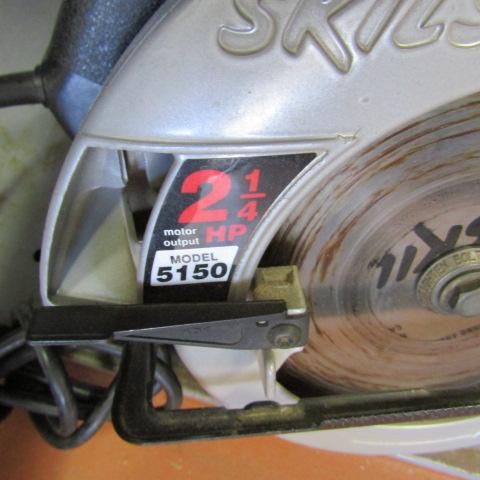 SKILS
2 1/4
motor output HP
MODEL
5150
SKIL